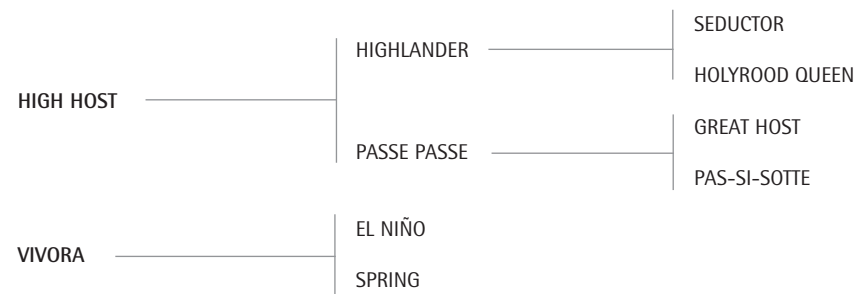 HIGH HOST
HIGHLANDER
SEDUCTOR
HOLYROOD QUEEN
PASSE PASSE
GREAT HOST
PAS-SI-SOTTE
VIVORA
EL NIÑO
SPRING